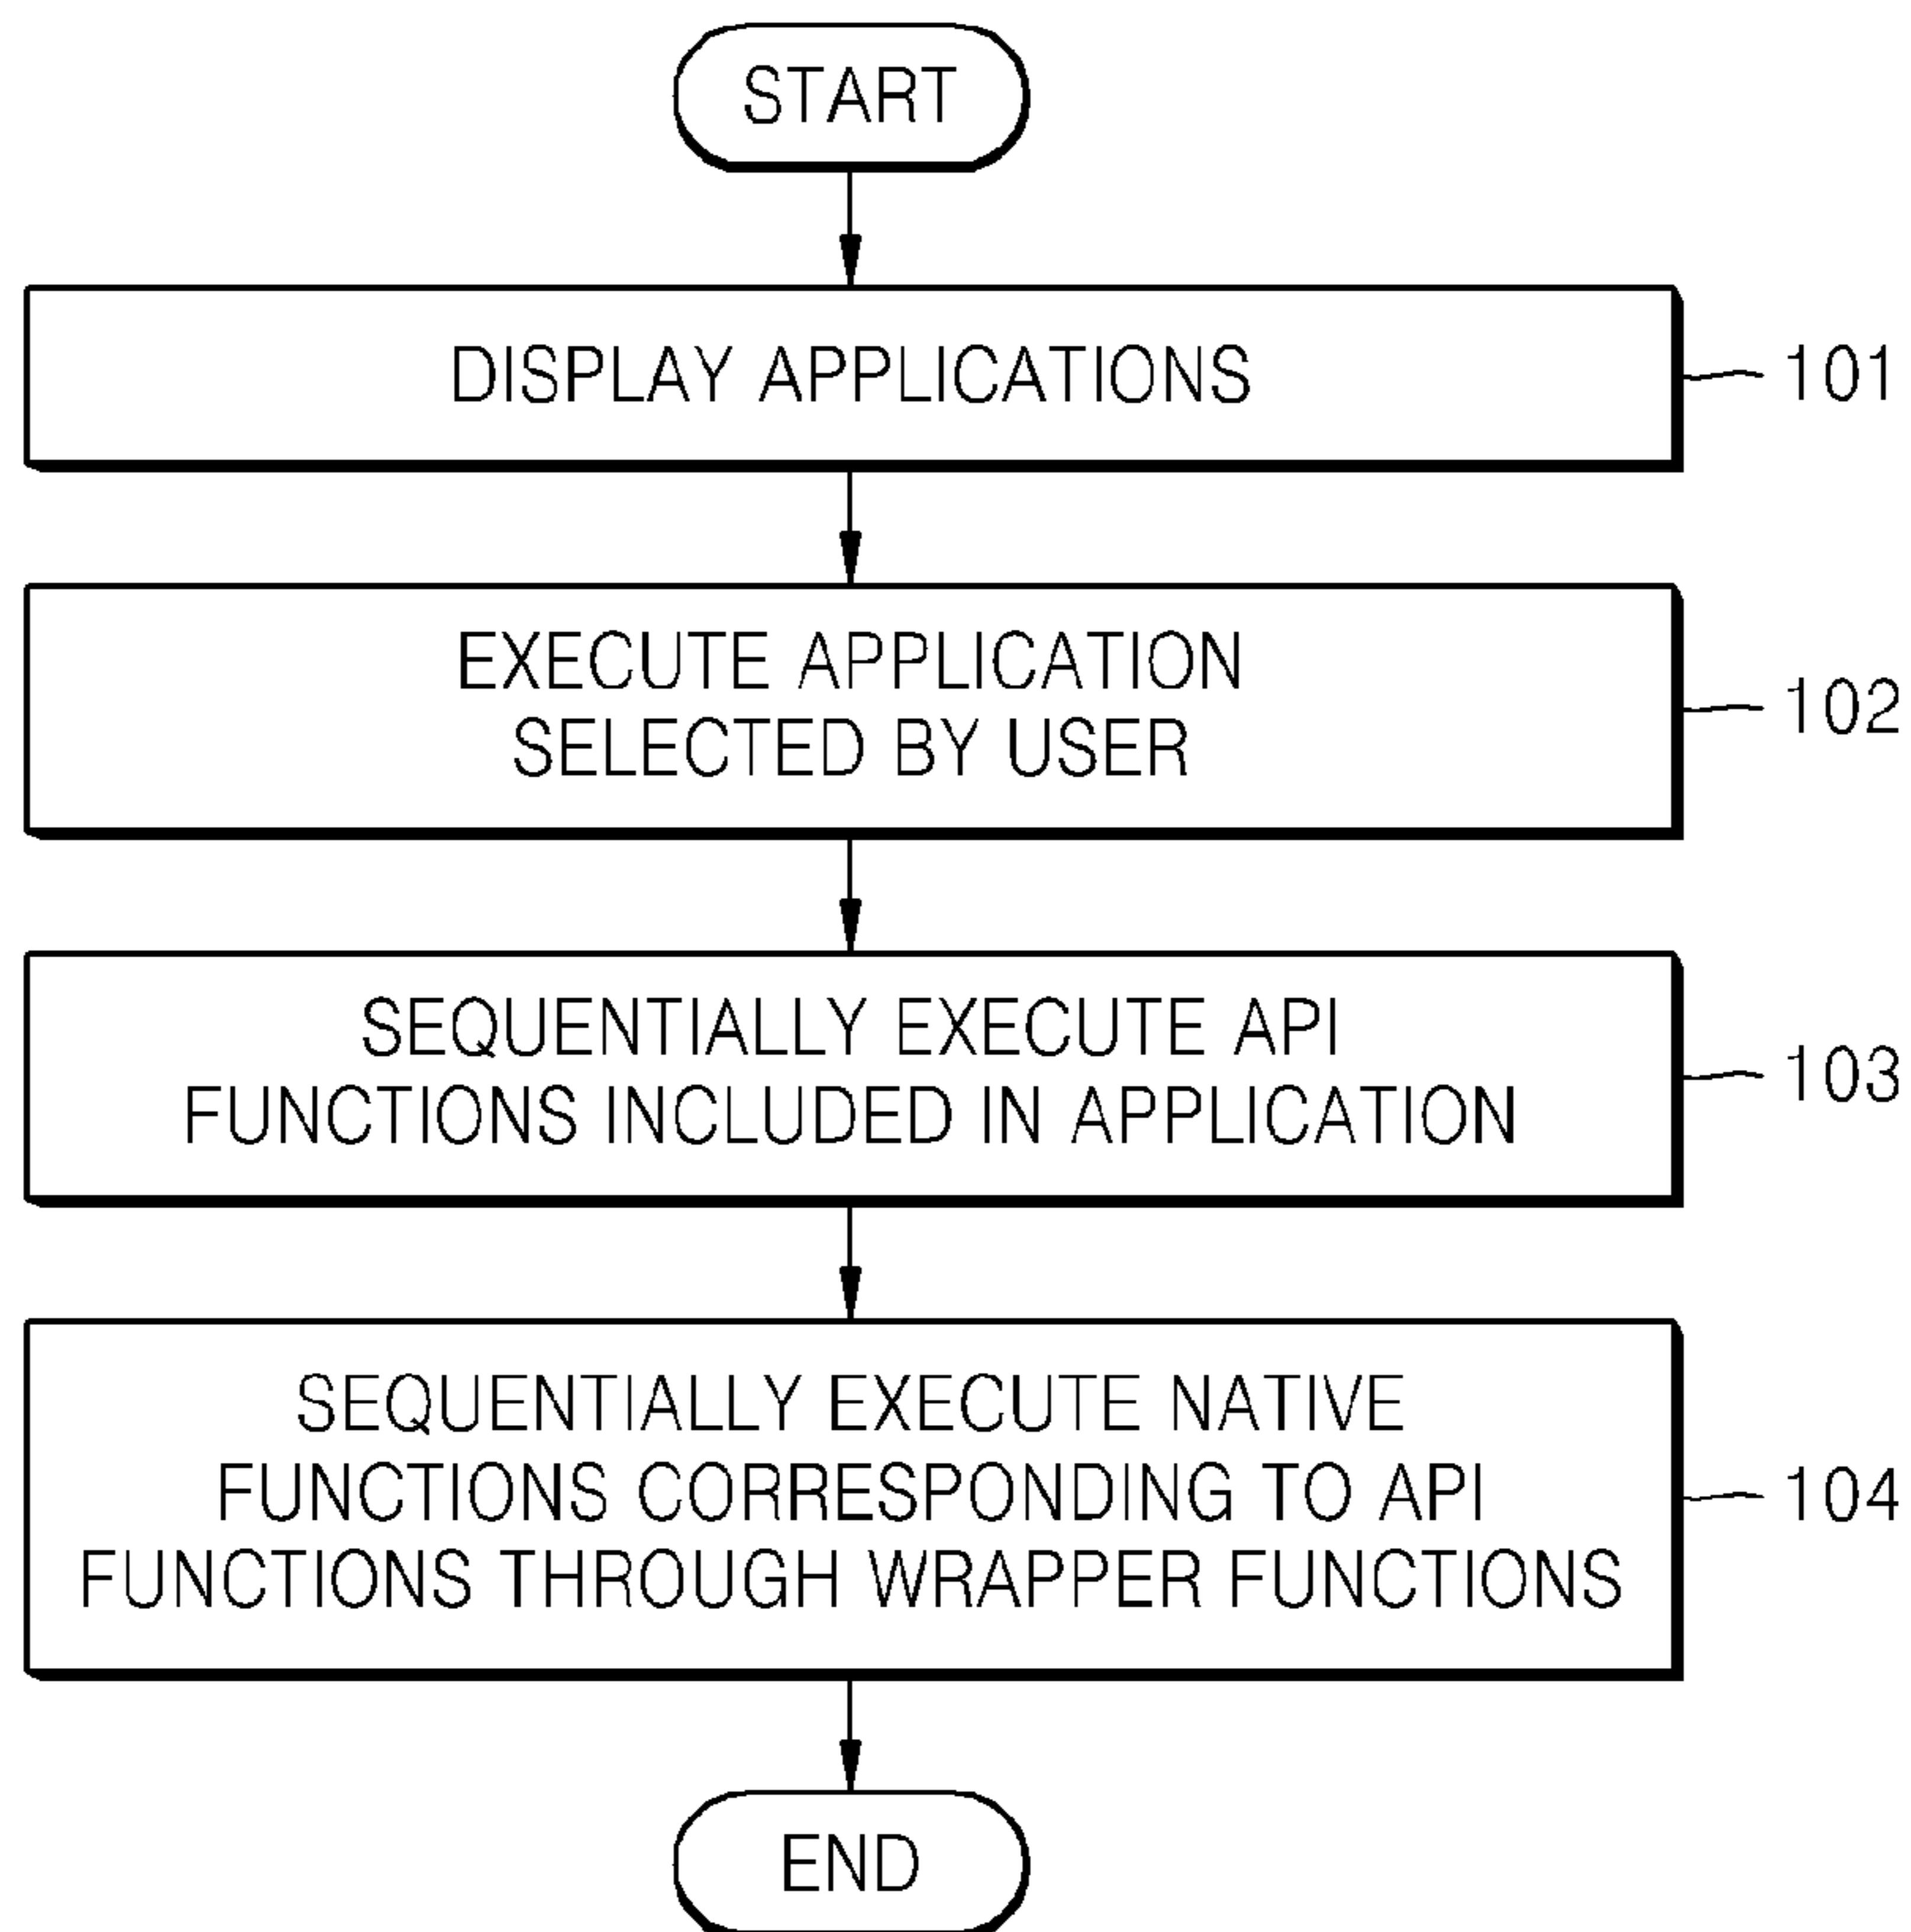 START
DISPLAY APPLICATIONS
101
EXECUTE APPLICATION
SELECTED BY USER
102
SEQUENTIALLY EXECUTE API
FUNCTIONS INCLUDED IN APPLICATION
103
SEQUENTIALLY EXECUTE NATIVE
FUNCTIONS CORRESPONDING TO API
FUNCTIONS THROUGH WRAPPER FUNCTIONS
104
END